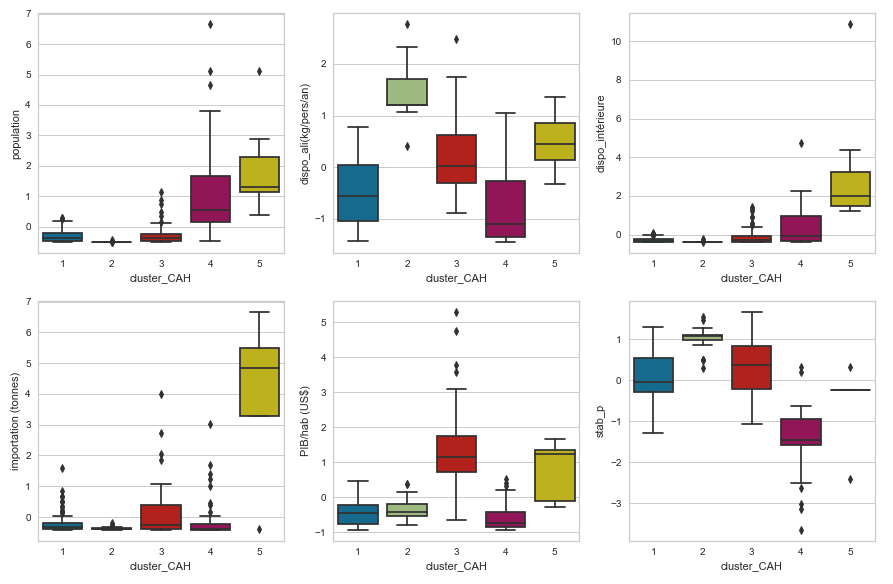 7
6
5
4
3
2
1
0
population
1 2 3 4 5
cluster_CAH
2
1
0
−1
dispo_ali(kg/pers/an)
1 2 3 4 5
cluster_CAH
10
8
6
4
2
0
dispo_intérieure
1 2 3 4 5
cluster_CAH
7
6
5
4
3
2
1
0
importation (tonnes)
1 2 3 4 5
cluster_CAH
5
4
3
2
1
0
−1
PIB/hab (US$)
1 2 3 4 5
cluster_CAH
1
0
−1
−2
−3
stab_p
1 2 3 4 5
cluster_CAH